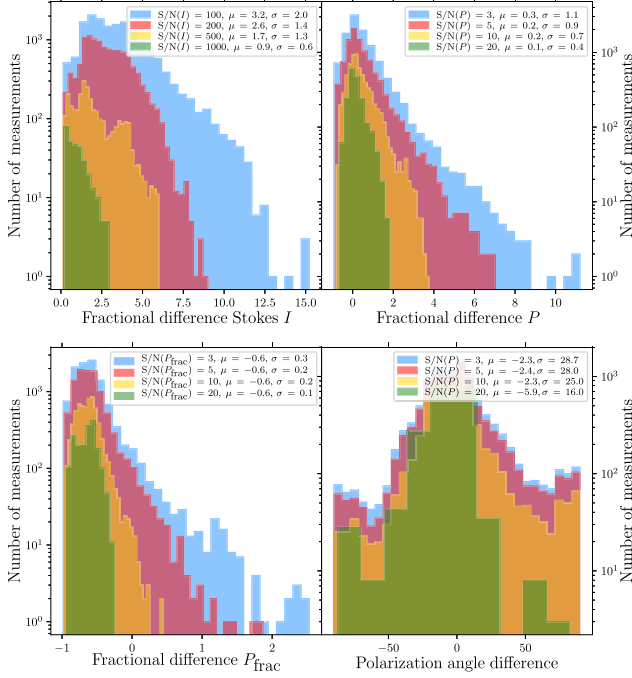 S/N(I) = 100, μ = 3.2, σ = 2.0
S/N(I) = 200, μ = 2.6, σ = 1.4
S/N(I) = 500, μ = 1.7, σ = 1.3
S/N(I) = 1000, μ = 0.9, σ = 0.6
10³
10²
10¹
10⁰
Number of measurements
0.0 2.5 5.0 7.5 10.0 12.5 15.0
Fractional difference Stokes I
S/N(P) = 3, μ = 0.3, σ = 1.1
S/N(P) = 5, μ = 0.2, σ = 0.9
S/N(P) = 10, μ = 0.2, σ = 0.7
S/N(P) = 20, μ = 0.1, σ = 0.4
10³
10²
10¹
10⁰
Number of measurements
0 2 4 6 8 10
Fractional difference P
S/N(P_frac) = 3, μ = −0.6, σ = 0.3
S/N(P_frac) = 5, μ = −0.6, σ = 0.2
S/N(P_frac) = 10, μ = −0.6, σ = 0.2
S/N(P_frac) = 20, μ = −0.6, σ = 0.1
10³
10²
10¹
10⁰
Number of measurements
−1 0 1 2
Fractional difference P_frac
S/N(P) = 3, μ = −2.3, σ = 28.7
S/N(P) = 5, μ = −2.4, σ = 28.0
S/N(P) = 10, μ = −2.3, σ = 25.0
S/N(P) = 20, μ = −5.9, σ = 16.0
10³
10²
10¹
Number of measurements
−50 0 50
Polarization angle difference